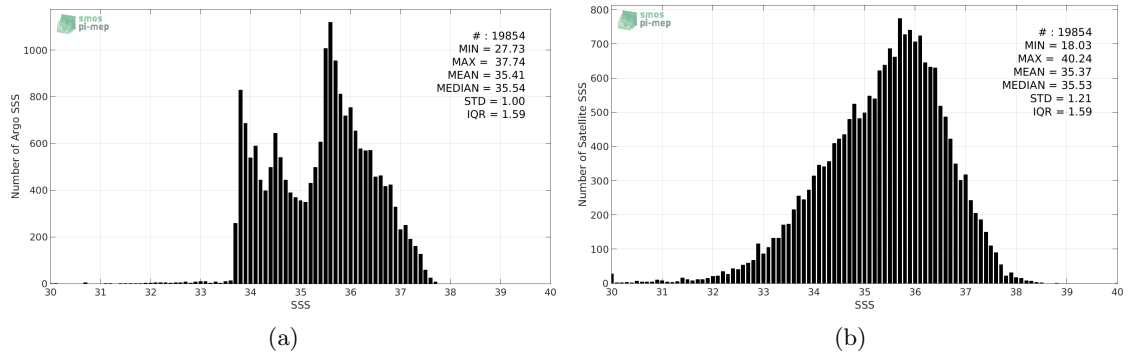 smos
pi-mep
# : 19854
MIN = 27.73
MAX = 37.74
MEAN = 35.41
MEDIAN = 35.54
STD = 1.00
IQR = 1.59
Number of Argo SSS
1000
800
600
400
200
0
30 31 32 33 34 35 36 37 38 39 40
SSS
(a)
smos
pi-mep
# : 19854
MIN = 18.03
MAX = 40.24
MEAN = 35.37
MEDIAN = 35.53
STD = 1.21
IQR = 1.59
Number of Satellite SSS
800
700
600
500
400
300
200
100
0
30 31 32 33 34 35 36 37 38 39 40
SSS
(b)